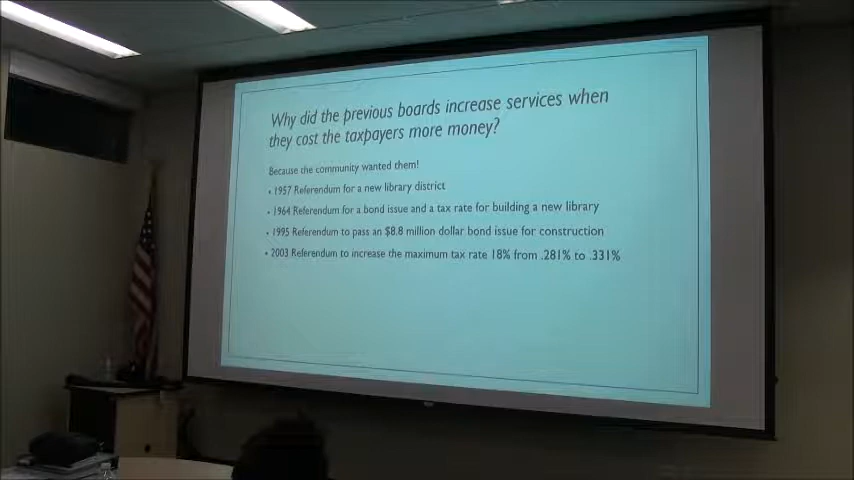 Why did the previous boards increase services when
they cost the taxpayers more money?
Because the community wanted them!
• 1957 Referendum for a new library district
• 1964 Referendum for a bond issue and a tax rate for building a new library
• 1995 Referendum to pass an $8.8 million dollar bond issue for construction
• 2003 Referendum to increase the maximum tax rate 18% from .281% to .331%